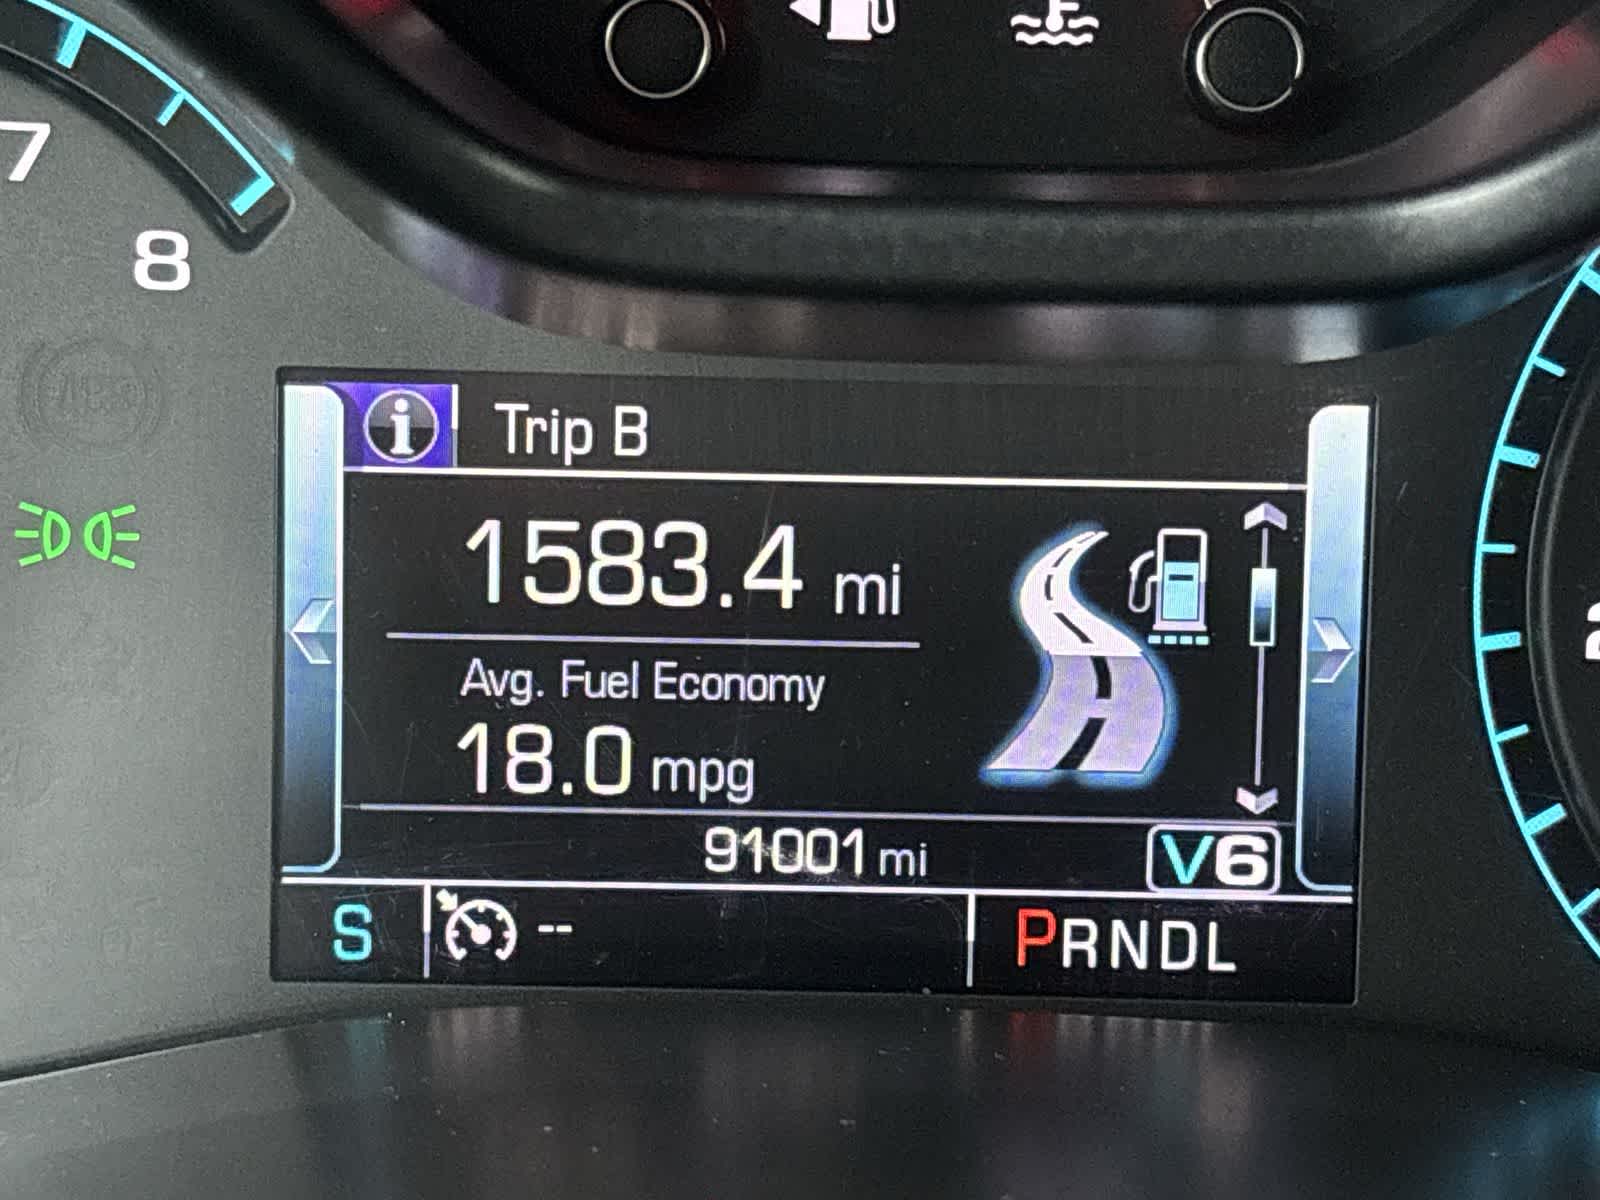 7
8
i Trip B
1583.4 mi
Avg. Fuel Economy
18.0 mpg
91001 mi V6
S -- PRNDL